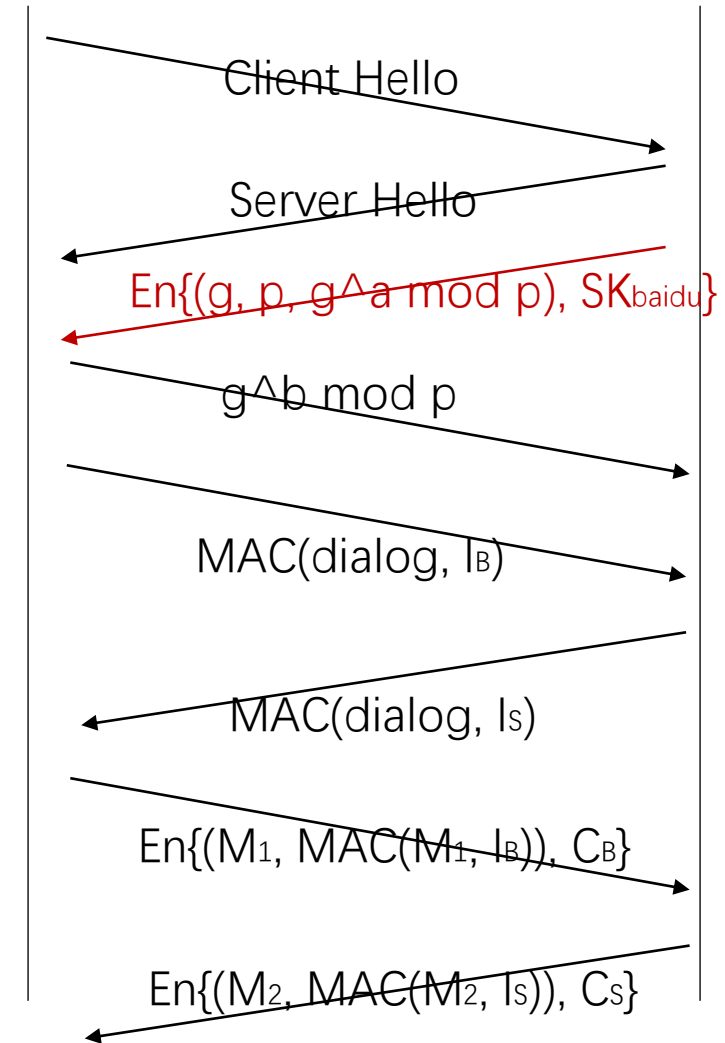 Client Hello
Server Hello
En{(g, p, g^a mod p), SKbaidu}
g^b mod p
MAC(dialog, IB)
MAC(dialog, IS)
En{(M1, MAC(M1, IB)), CB}
En{(M2, MAC(M2, IS)), CS}